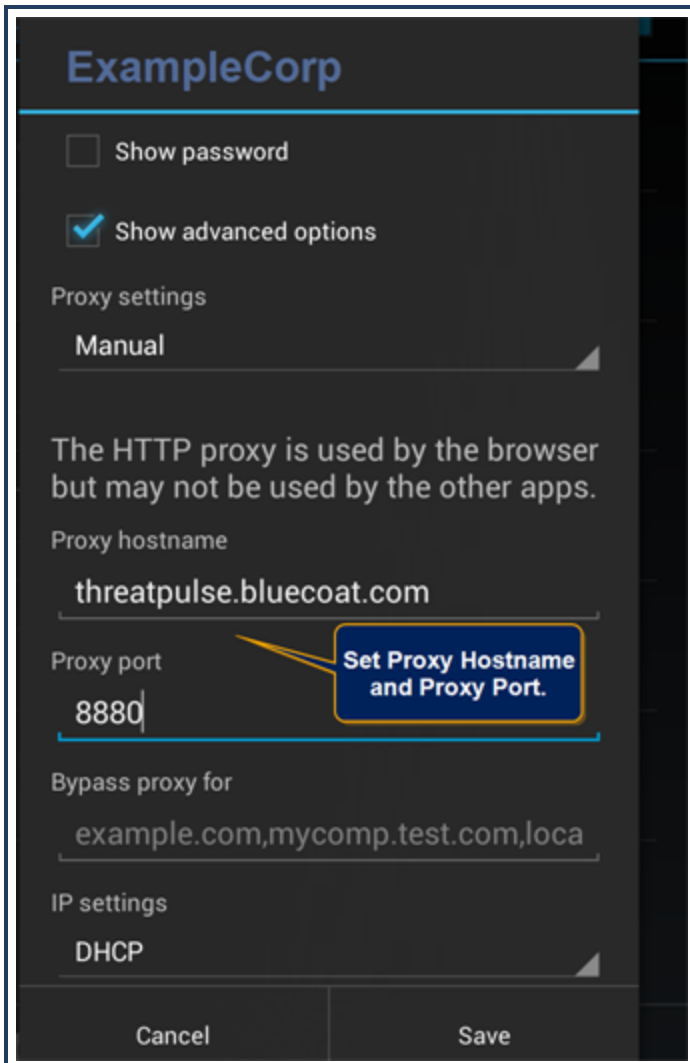 ExampleCorp
Show password
Show advanced options
Proxy settings
Manual
The HTTP proxy is used by the browser
but may not be used by the other apps.
Proxy hostname
threatpulse.bluecoat.com
Set Proxy Hostname
and Proxy Port.
Proxy port
8880
Bypass proxy for
example.com,mycomp.test.com,loca
IP settings
DHCP
Cancel
Save